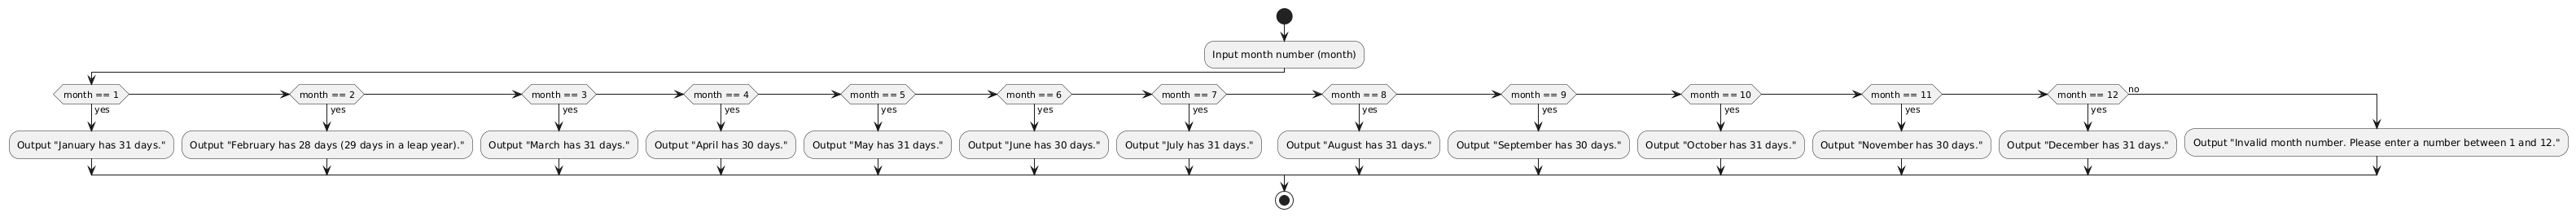 Input month number (month)
month == 1
month == 2
month == 3
month == 4
month == 5
month == 6
month == 7
month == 8
month == 9
month == 10
month == 11
month == 12
no
yes
yes
yes
yes
yes
yes
yes
yes
yes
yes
yes
yes
Output "January has 31 days."
Output "February has 28 days (29 days in a leap year)."
Output "March has 31 days."
Output "April has 30 days."
Output "May has 31 days."
Output "June has 30 days."
Output "July has 31 days."
Output "August has 31 days."
Output "September has 30 days."
Output "October has 31 days."
Output "November has 30 days."
Output "December has 31 days."
Output "Invalid month number. Please enter a number between 1 and 12."